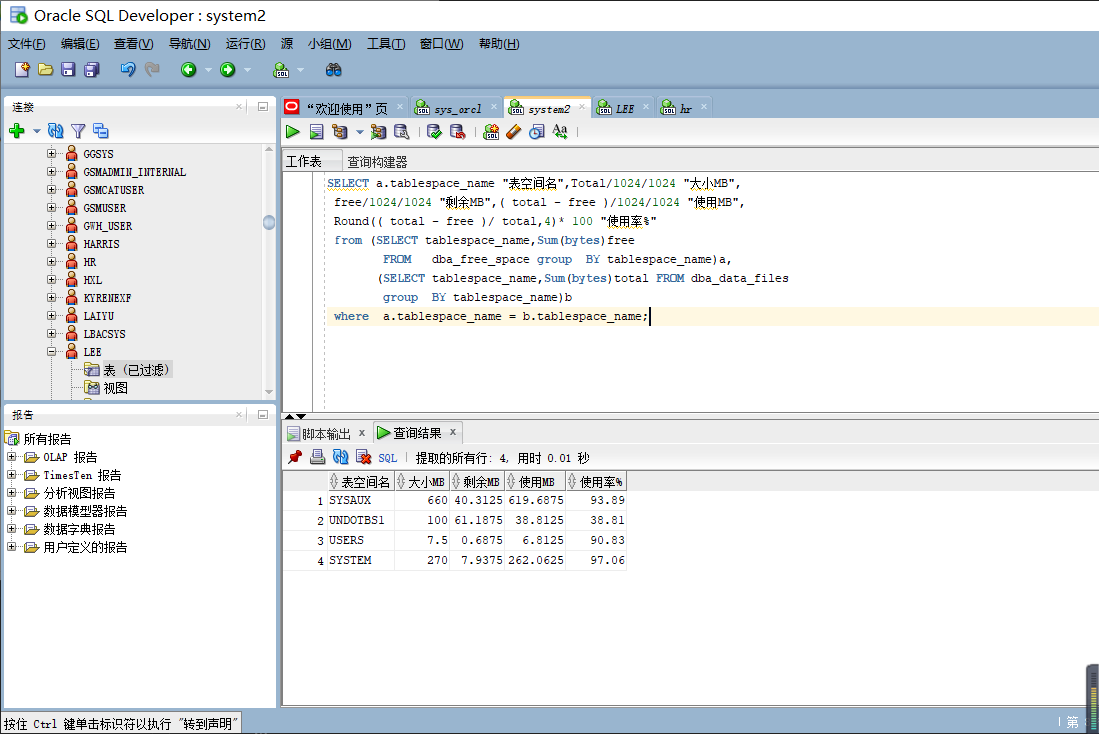 Oracle SQL Developer : system2
文件(F) 编辑(E) 查看(V) 导航(N) 运行(R) 源 小组(M) 工具(T) 窗口(W) 帮助(H)
连接
GGSYS
GSMADMIN_INTERNAL
GSMCATUSER
GSMUSER
GWH_USER
HARRIS
HR
HXL
KYRENEXF
LAIYU
LBACSYS
LEE
表 (已过滤)
视图
报告
所有报告
OLAP 报告
TimesTen 报告
分析视图报告
数据模型器报告
数据字典报告
用户定义的报告
“欢迎使用”页 sys_orcl system2 LEE hr
工作表 查询构建器
SELECT a.tablespace_name "表空间名",Total/1024/1024 "大小MB",
free/1024/1024 "剩余MB",( total - free )/1024/1024 "使用MB",
Round(( total - free )/ total,4)* 100 "使用率%"
from (SELECT tablespace_name,Sum(bytes)free
FROM dba_free_space group BY tablespace_name)a,
(SELECT tablespace_name,Sum(bytes)total FROM dba_data_files
group BY tablespace_name)b
where a.tablespace_name = b.tablespace_name;
脚本输出 x 查询结果 x
SQL | 提取的所有行: 4, 用时 0.01 秒
表空间名 大小MB 剩余MB 使用MB 使用率%
1 SYSAUX 660 40.3125 619.6875 93.89
2 UNDOTBS1 100 61.1875 38.8125 38.81
3 USERS 7.5 0.6875 6.8125 90.83
4 SYSTEM 270 7.9375 262.0625 97.06
按住 Ctrl 键单击标识符以执行 "转到声明"
第